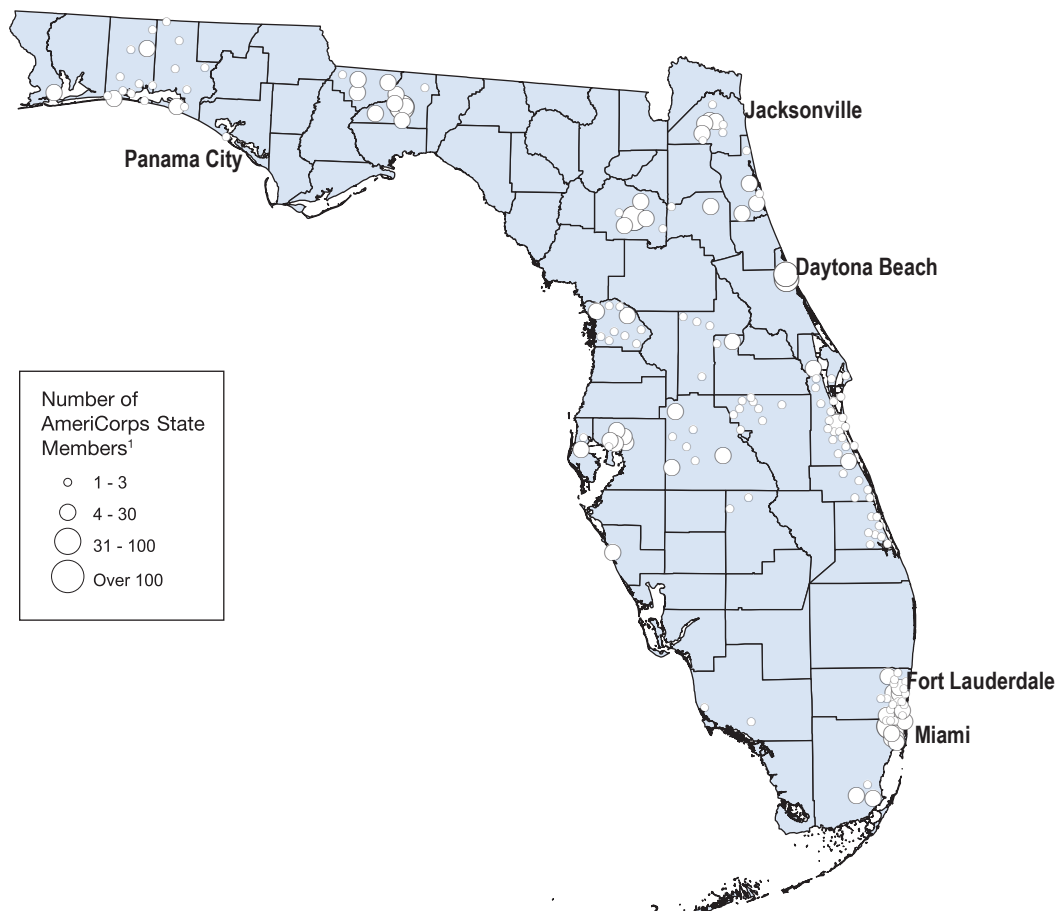 Jacksonville
Panama City
Daytona Beach
Number of
AmeriCorps State
Members¹
1 - 3
4 - 30
31 - 100
Over 100
Fort Lauderdale
Miami